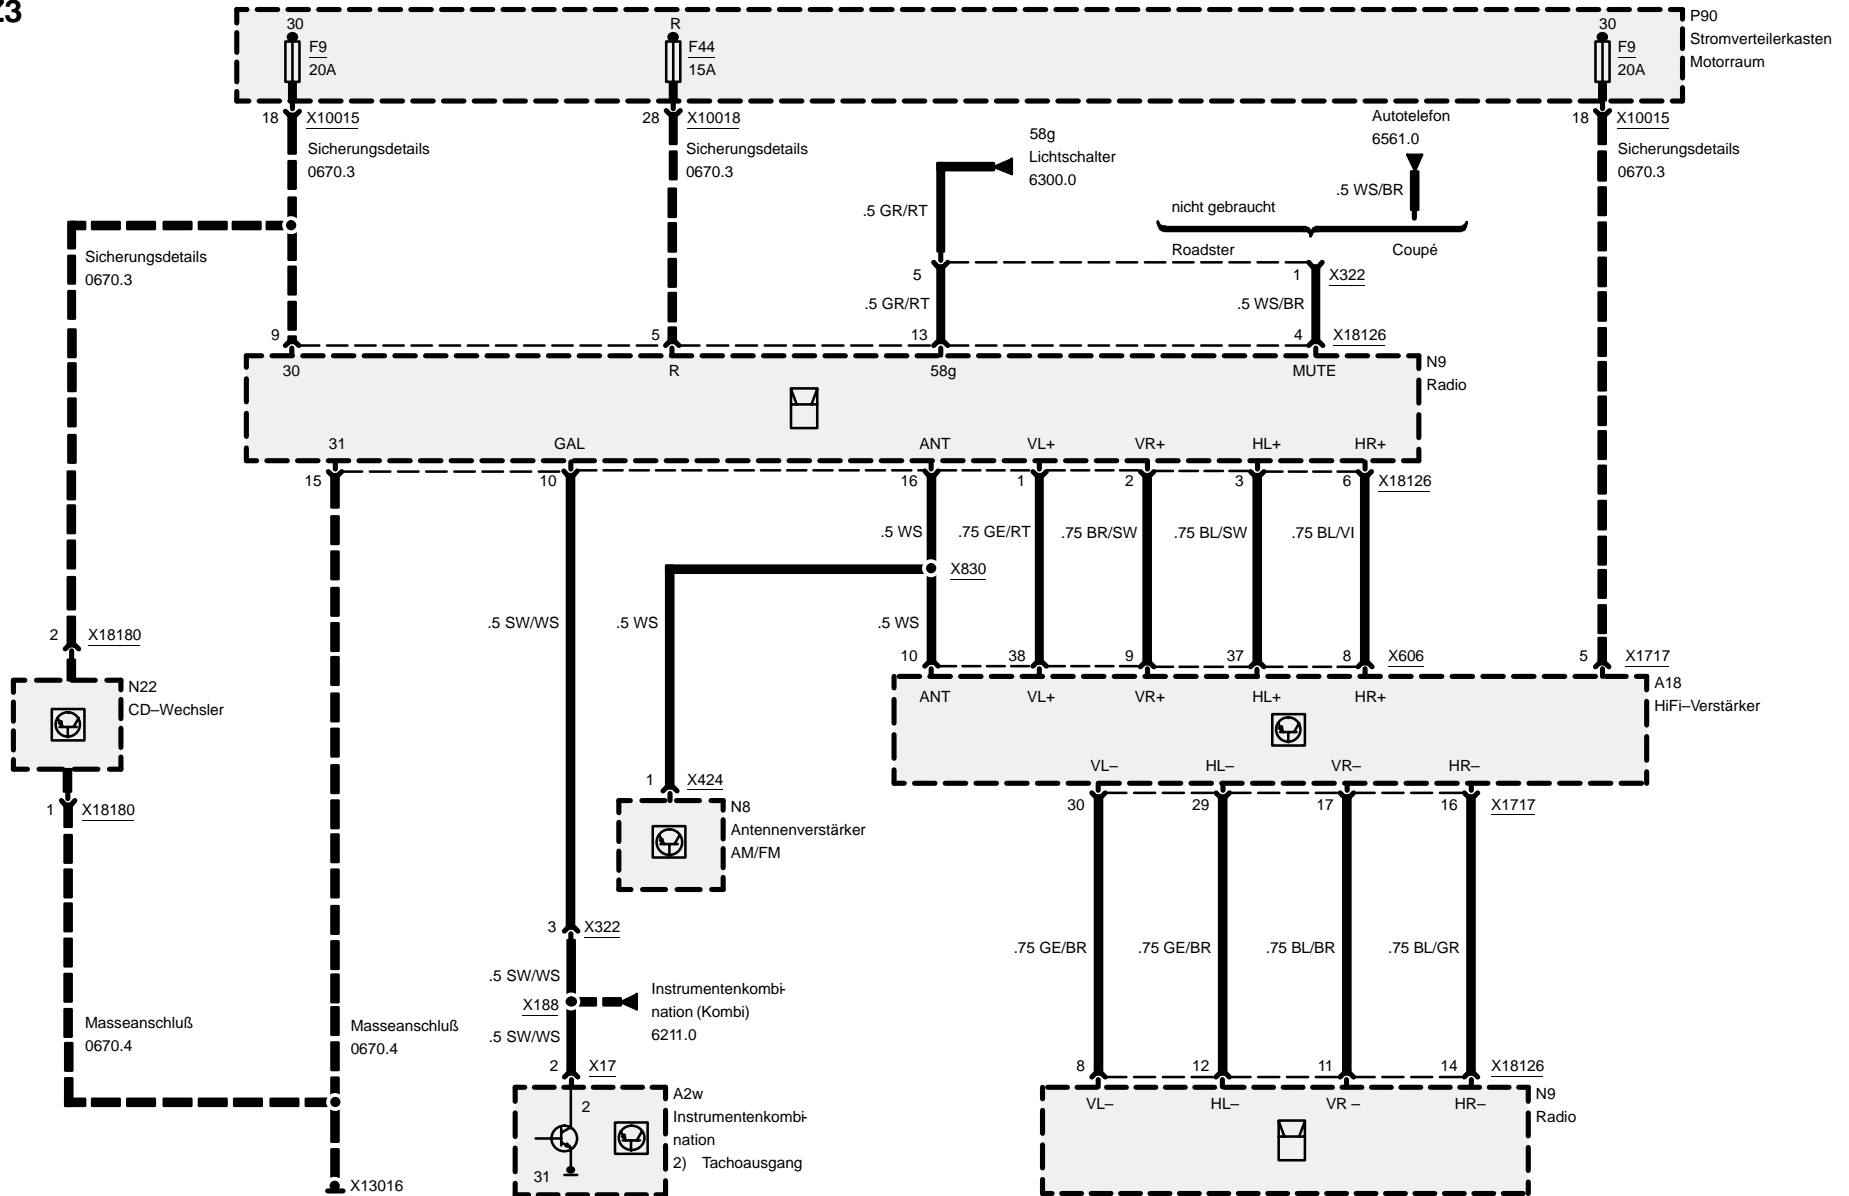 Z3
30
F9
20A
R
F44
15A
30
F9
20A
P90
Stromverteilerkasten
Motorraum
18 X10015
Sicherungsdetails
0670.3
28 X10018
Sicherungsdetails
0670.3
58g
Lichtschalter
6300.0
Autotelefon
6561.0
18 X10015
Sicherungsdetails
0670.3
.5 GR/RT
.5 WS/BR
nicht gebraucht
Roadster
Coupé
Sicherungsdetails
0670.3
5
1 X322
.5 GR/RT
.5 WS/BR
9
5
13
4 X18126
30
R
58g
MUTE
N9
Radio
31
GAL
ANT
VL+
VR+
HL+
HR+
15
10
16
1
2
3
6 X18126
.5 WS
.75 GE/RT
.75 BR/SW
.75 BL/SW
.75 BL/VI
X830
.5 SW/WS
.5 WS
.5 WS
2 X18180
10
38
9
37
8 X606
5 X1717
N22
CD–Wechsler
ANT
VL+
VR+
HL+
HR+
A18
HiFi–Verstärker
VL–
HL–
VR–
HR–
1 X18180
1 X424
N8
Antennenverstärker
AM/FM
30
29
17
16 X1717
3 X322
.5 SW/WS
.75 GE/BR
.75 GE/BR
.75 BL/BR
.75 BL/GR
X188
Instrumentenkombi-
nation (Kombi)
6211.0
.5 SW/WS
Masseanschluß
0670.4
Masseanschluß
0670.4
2 X17
8
12
11
14 X18126
A2w
Instrumentenkombi-
nation
2) Tachoausgang
2
31
VL–
HL–
VR –
HR–
N9
Radio
X13016